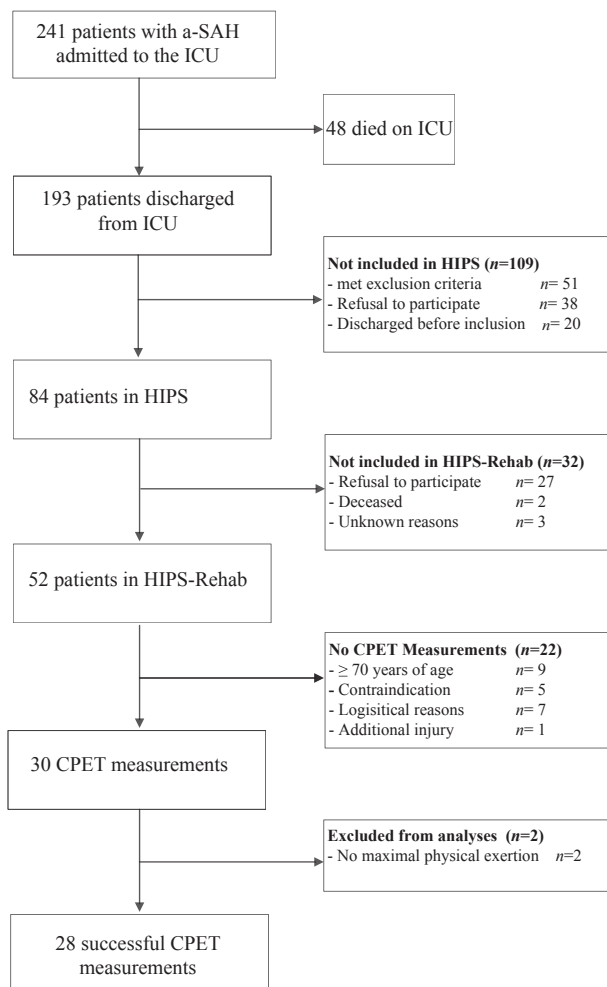 241 patients with a-SAH
admitted to the ICU
48 died on ICU
193 patients discharged
from ICU
Not included in HIPS (n=109)
- met exclusion criteria n= 51
- Refusal to participate n= 38
- Discharged before inclusion n= 20
84 patients in HIPS
Not included in HIPS-Rehab (n=32)
- Refusal to participate n= 27
- Deceased n= 2
- Unknown reasons n= 3
52 patients in HIPS-Rehab
No CPET Measurements (n=22)
- ≥ 70 years of age n= 9
- Contraindication n= 5
- Logisitical reasons n= 7
- Additional injury n= 1
30 CPET measurements
Excluded from analyses (n=2)
- No maximal physical exertion n=2
28 successful CPET
measurements